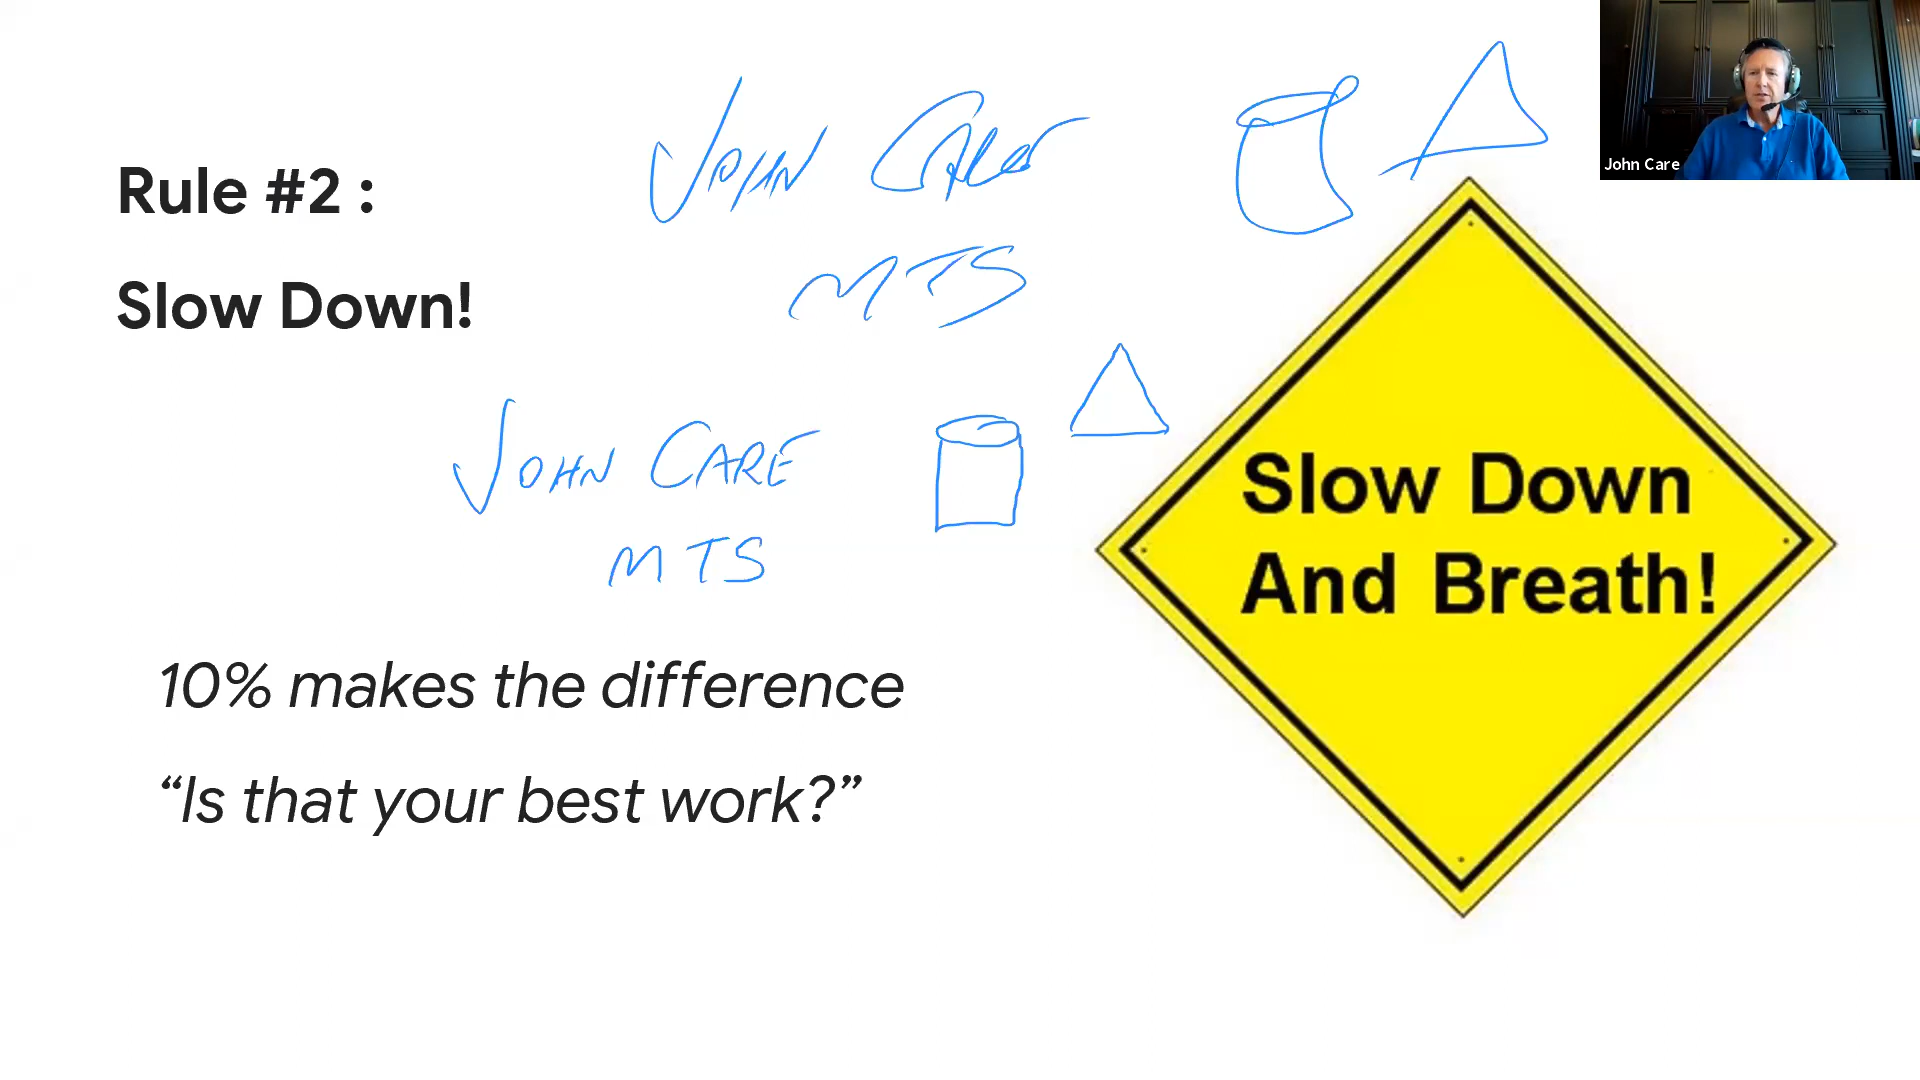 John Care
JOHN CARE
MTS
Rule #2 :
Slow Down!
JOHN CARE
MTS
10% makes the difference
“Is that your best work?”
Slow Down
And Breath!